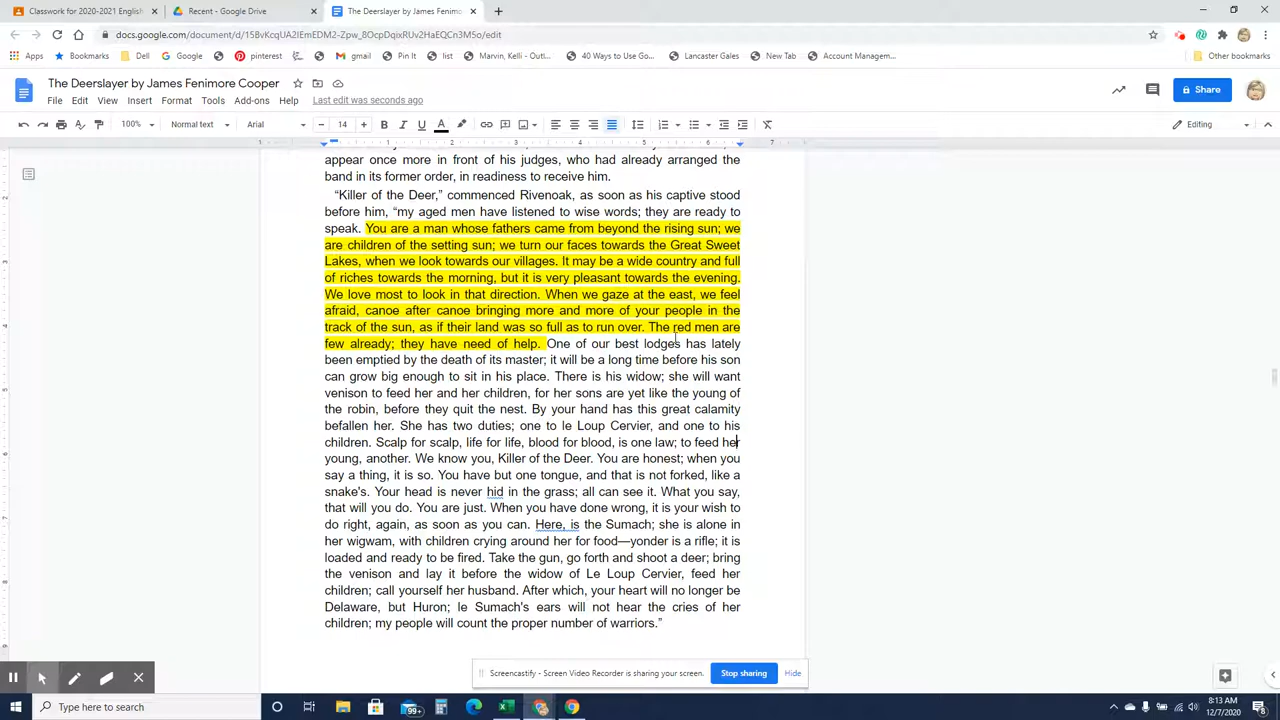 Classwork for 2020-2021 English
Recent - Google Drive
The Deerslayer by James Fenimo
docs.google.com/document/d/158vKcqUA2IEmEDM2-Zpw_8OcpDqixRUv2HaEQCn3M5o/edit
Apps Bookmarks Dell Google pinterest gmail Pin It list Marvin, Kelli - Outl... 40 Ways to Use Go... Lancaster Gales New Tab Account Managem... Other bookmarks
The Deerslayer by James Fenimore Cooper
File Edit View Insert Format Tools Add-ons Help Last edit was seconds ago
Share
100% Normal text Arial 14 Editing
appear once more in front of his judges, who had already arranged the
band in its former order, in readiness to receive him.
“Killer of the Deer,” commenced Rivenoak, as soon as his captive stood
before him, “my aged men have listened to wise words; they are ready to
speak. You are a man whose fathers came from beyond the rising sun; we
are children of the setting sun; we turn our faces towards the Great Sweet
Lakes, when we look towards our villages. It may be a wide country and full
of riches towards the morning, but it is very pleasant towards the evening.
We love most to look in that direction. When we gaze at the east, we feel
afraid, canoe after canoe bringing more and more of your people in the
track of the sun, as if their land was so full as to run over. The red men are
few already; they have need of help. One of our best lodges has lately
been emptied by the death of its master; it will be a long time before his son
can grow big enough to sit in his place. There is his widow; she will want
venison to feed her and her children, for her sons are yet like the young of
the robin, before they quit the nest. By your hand has this great calamity
befallen her. She has two duties; one to le Loup Cervier, and one to his
children. Scalp for scalp, life for life, blood for blood, is one law; to feed her
young, another. We know you, Killer of the Deer. You are honest; when you
say a thing, it is so. You have but one tongue, and that is not forked, like a
snake's. Your head is never hid in the grass; all can see it. What you say,
that will you do. You are just. When you have done wrong, it is your wish to
do right, again, as soon as you can. Here, is the Sumach; she is alone in
her wigwam, with children crying around her for food—yonder is a rifle; it is
loaded and ready to be fired. Take the gun, go forth and shoot a deer; bring
the venison and lay it before the widow of Le Loup Cervier, feed her
children; call yourself her husband. After which, your heart will no longer be
Delaware, but Huron; le Sumach's ears will not hear the cries of her
children; my people will count the proper number of warriors.”
Screencastify - Screen Video Recorder is sharing your screen. Stop sharing Hide
Type here to search
99+
8:13 AM
12/7/2020